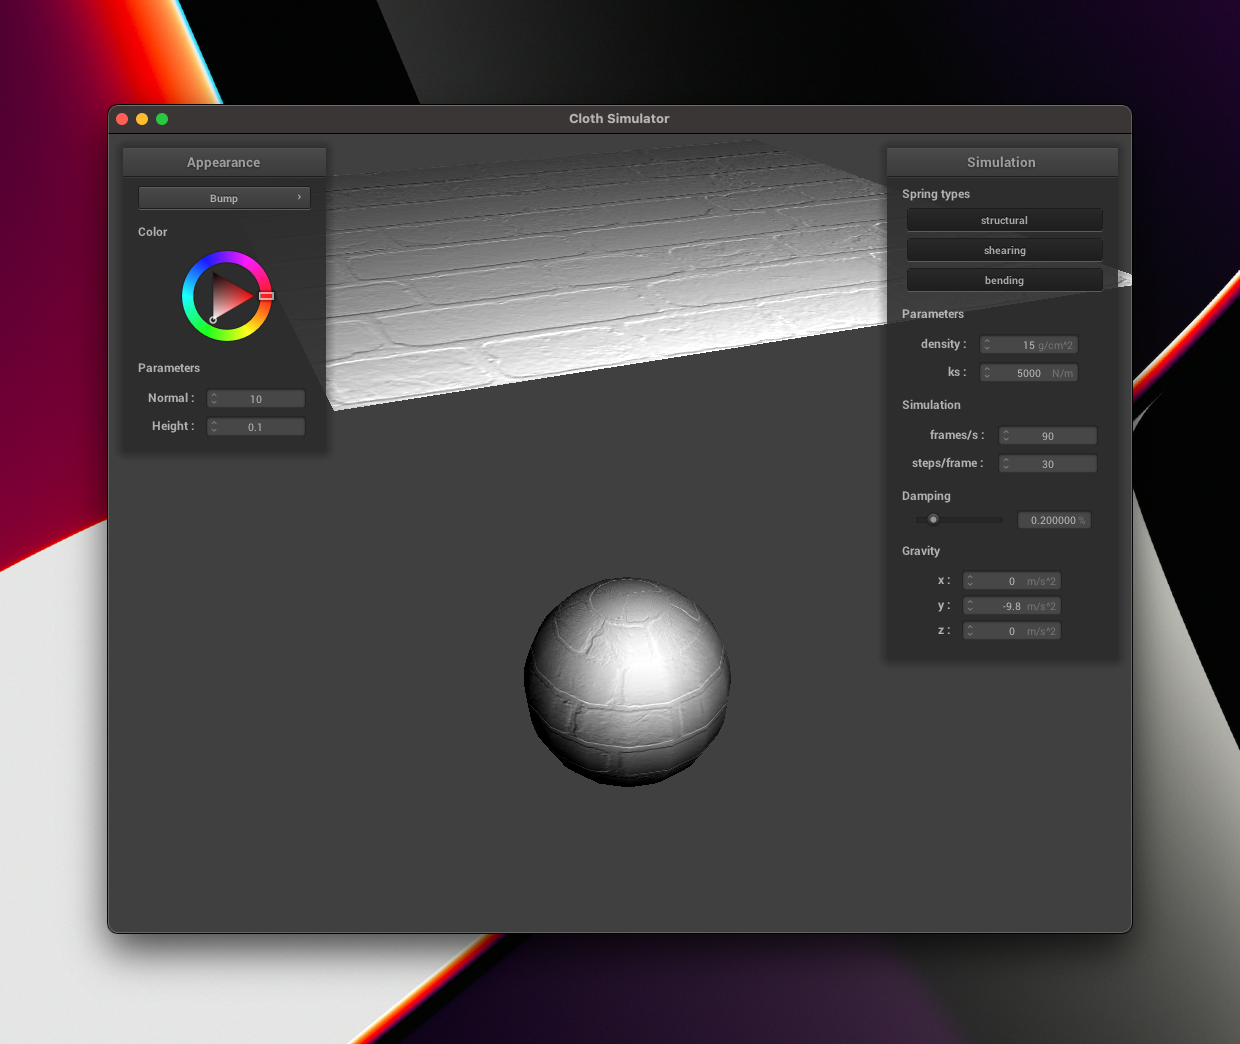 Cloth Simulator
Appearance
Bump
Color
Parameters
Normal : 10
Height : 0.1
Simulation
Spring types
structural
shearing
bending
Parameters
density : 15 g/cm^2
ks : 5000 N/m
Simulation
frames/s : 90
steps/frame : 30
Damping
0.200000 %
Gravity
x : 0 m/s^2
y : -9.8 m/s^2
z : 0 m/s^2